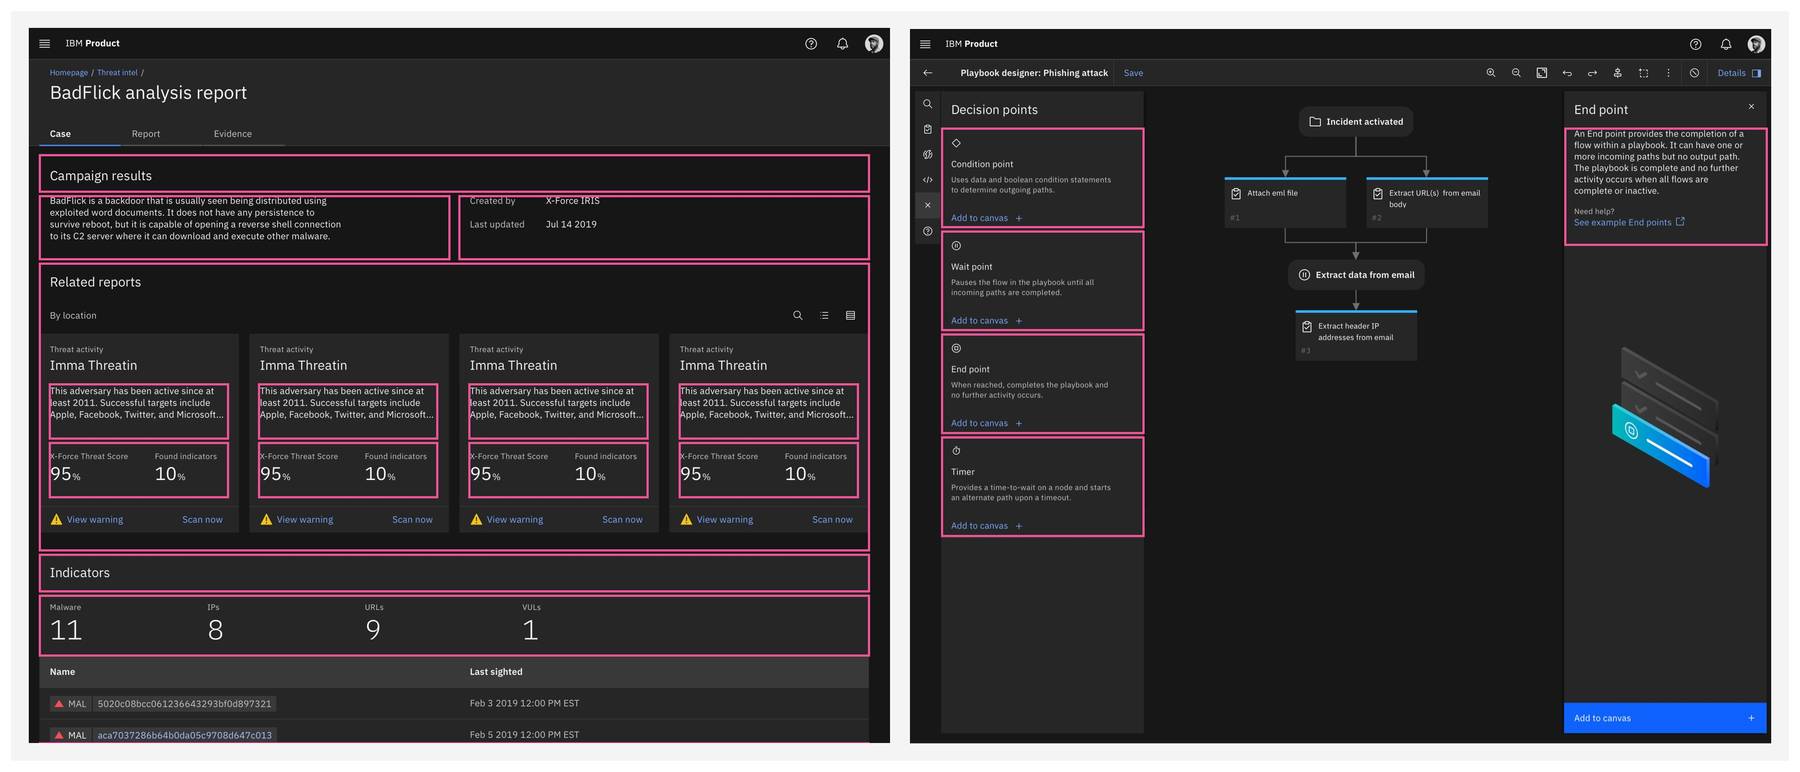 IBM Product
Homepage / Threat intel /
BadFlick analysis report
Case
Report
Evidence
Campaign results
BadFlick is a backdoor that is usually seen being distributed using
exploited word documents. It does not have any persistence to
survive reboot, but it is capable of opening a reverse shell connection
to its C2 server where it can download and execute other malware.
Created by X-Force IRIS
Last updated Jul 14 2019
Related reports
By location
Threat activity
Imma Threatin
This adversary has been active since at
least 2011. Successful targets include
Apple, Facebook, Twitter, and Microsoft...
X-Force Threat Score Found indicators
95% 10%
View warning Scan now
Threat activity
Imma Threatin
This adversary has been active since at
least 2011. Successful targets include
Apple, Facebook, Twitter, and Microsoft...
X-Force Threat Score Found indicators
95% 10%
View warning Scan now
Threat activity
Imma Threatin
This adversary has been active since at
least 2011. Successful targets include
Apple, Facebook, Twitter, and Microsoft...
X-Force Threat Score Found indicators
95% 10%
View warning Scan now
Threat activity
Imma Threatin
This adversary has been active since at
least 2011. Successful targets include
Apple, Facebook, Twitter, and Microsoft...
X-Force Threat Score Found indicators
95% 10%
View warning Scan now
Indicators
Malware IPs URLs VULs
11 8 9 1
Name Last sighted
MAL 5020c08bcc061236643293bf0d897321 Feb 3 2019 12:00 PM EST
MAL aca7037286b64b0da05c9708d647c013 Feb 5 2019 12:00 PM EST
IBM Product
Playbook designer: Phishing attack Save
Details
Decision points
Condition point
Uses data and boolean condition statements
to determine outgoing paths.
Add to canvas +
Wait point
Pauses the flow in the playbook until all
incoming paths are completed.
Add to canvas +
End point
When reached, completes the playbook and
no further activity occurs.
Add to canvas +
Timer
Provides a time-to-wait on a node and starts
an alternate path upon a timeout.
Add to canvas +
Incident activated
Attach eml file
#1
Extract URL(s) from email
body
#2
Extract data from email
Extract header IP
addresses from email
#3
End point
An End point provides the completion of a
flow within a playbook. It can have one or
more incoming paths but no output path.
The playbook is complete and no further
activity occurs when all flows are
complete or inactive.
Need help?
See example End points
Add to canvas +